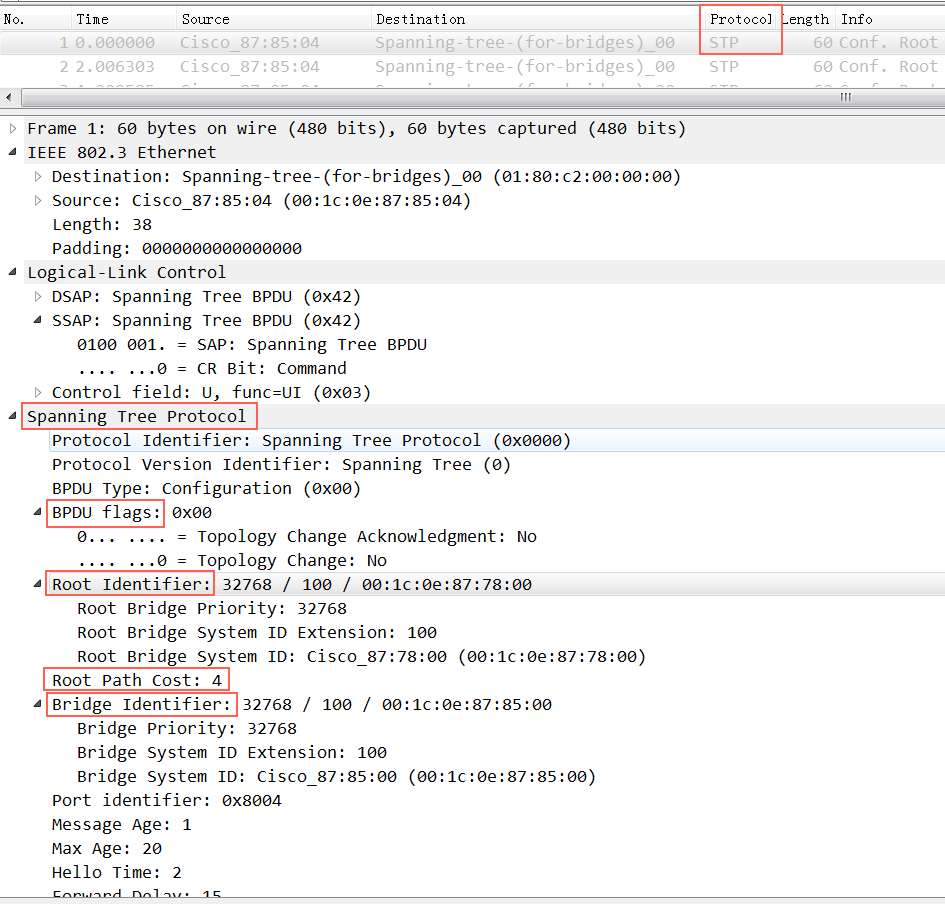 No. Time Source Destination Protocol Length Info
1 0.000000 Cisco_87:85:04 Spanning-tree-(for-bridges)_00 STP 60 Conf. Root
2 2.006303 Cisco_87:85:04 Spanning-tree-(for-bridges)_00 STP 60 Conf. Root
Frame 1: 60 bytes on wire (480 bits), 60 bytes captured (480 bits)
IEEE 802.3 Ethernet
Destination: Spanning-tree-(for-bridges)_00 (01:80:c2:00:00:00)
Source: Cisco_87:85:04 (00:1c:0e:87:85:04)
Length: 38
Padding: 0000000000000000
Logical-Link Control
DSAP: Spanning Tree BPDU (0x42)
SSAP: Spanning Tree BPDU (0x42)
0100 001. = SAP: Spanning Tree BPDU
.... ...0 = CR Bit: Command
Control field: U, func=UI (0x03)
Spanning Tree Protocol
Protocol Identifier: Spanning Tree Protocol (0x0000)
Protocol Version Identifier: Spanning Tree (0)
BPDU Type: Configuration (0x00)
BPDU flags: 0x00
0... .... = Topology Change Acknowledgment: No
.... ...0 = Topology Change: No
Root Identifier: 32768 / 100 / 00:1c:0e:87:78:00
Root Bridge Priority: 32768
Root Bridge System ID Extension: 100
Root Bridge System ID: Cisco_87:78:00 (00:1c:0e:87:78:00)
Root Path Cost: 4
Bridge Identifier: 32768 / 100 / 00:1c:0e:87:85:00
Bridge Priority: 32768
Bridge System ID Extension: 100
Bridge System ID: Cisco_87:85:00 (00:1c:0e:87:85:00)
Port identifier: 0x8004
Message Age: 1
Max Age: 20
Hello Time: 2
Forward Delay: 15